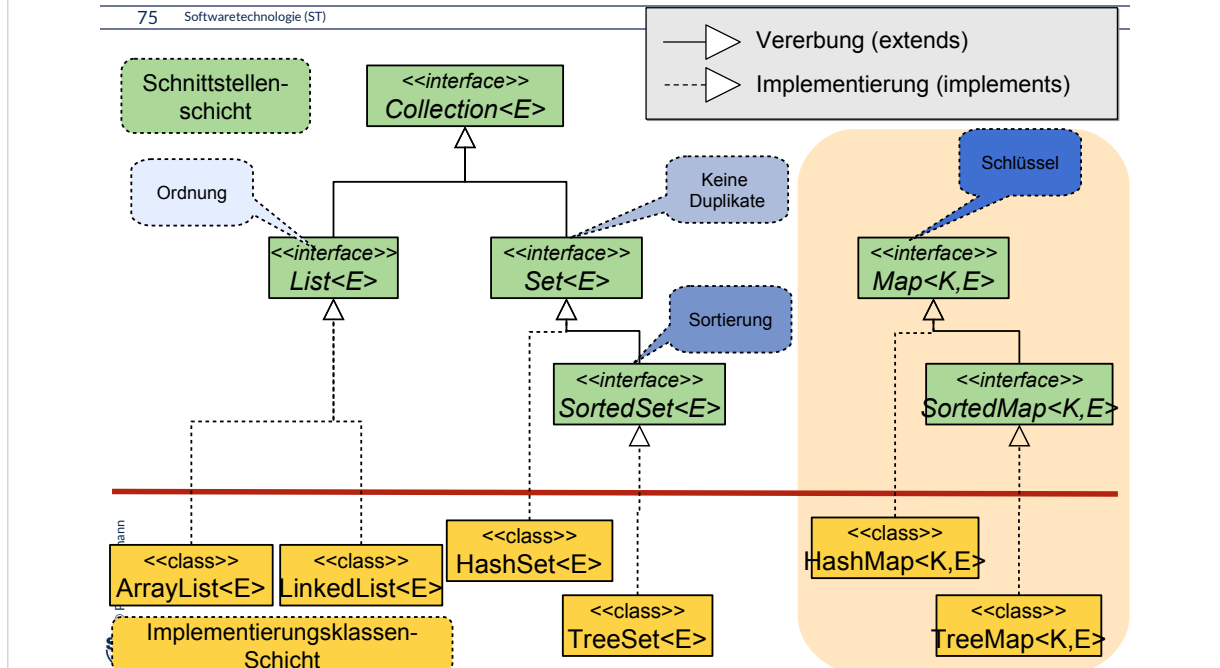 75 Softwaretechnologie (ST)
Vererbung (extends)
Implementierung (implements)
Schnittstellen-
schicht
<<interface>>
Collection<E>
Ordnung
Keine
Duplikate
Schlüssel
<<interface>>
List<E>
<<interface>>
Set<E>
<<interface>>
Map<K,E>
Sortierung
<<interface>>
SortedSet<E>
<<interface>>
SortedMap<K,E>
<<class>>
ArrayList<E>
<<class>>
LinkedList<E>
<<class>>
HashSet<E>
<<class>>
HashMap<K,E>
<<class>>
TreeSet<E>
<<class>>
TreeMap<K,E>
Implementierungsklassen-
Schicht